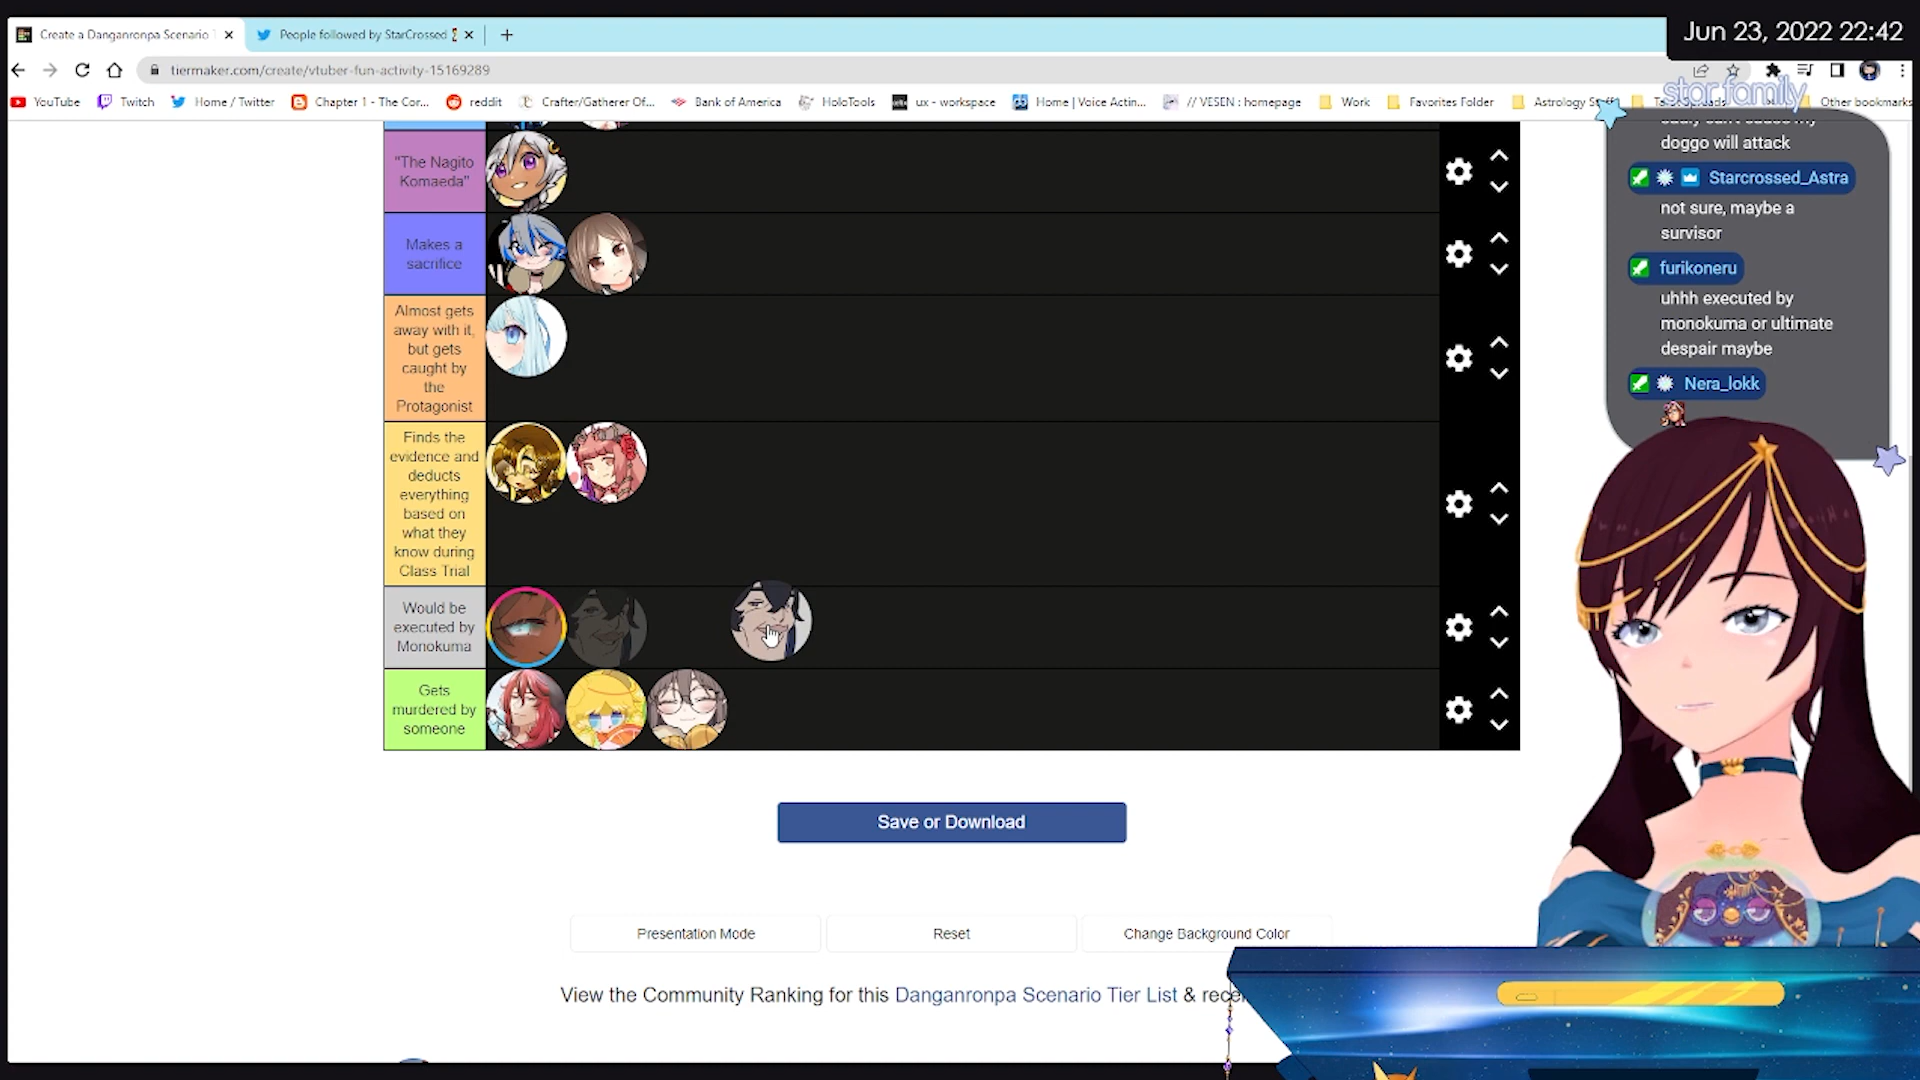 Create a Danganronpa Scenario T
People followed by StarCrossed
Jun 23, 2022 22:42
tiermaker.com/create/vtuber-fun-activity-15169289
YouTube
Twitch
Home / Twitter
Chapter 1 - The Cor...
reddit
Crafter/Gatherer Of...
Bank of America
HoloTools
ux - workspace
Home | Voice Actin...
// VESEN : homepage
Work
Favorites Folder
Astrology Stuff
Other bookmarks
star family
doggo will attack
Starcrossed_Astra
not sure, maybe a
survisor
furikoneru
uhhh executed by
monokuma or ultimate
despair maybe
Nera_lokk
"The Nagito
Komaeda"
Makes a
sacrifice
Almost gets
away with it,
but gets
caught by
the
Protagonist
Finds the
evidence and
deducts
everything
based on
what they
know during
Class Trial
Would be
executed by
Monokuma
Gets
murdered by
someone
Save or Download
Presentation Mode
Reset
Change Background Color
View the Community Ranking for this Danganronpa Scenario Tier List & rece